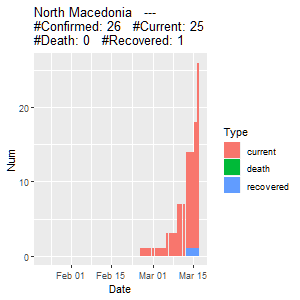 North Macedonia   ---
#Confirmed: 26   #Current: 25
#Death: 0   #Recovered: 1
Num
20
10
0
Feb 01
Feb 15
Mar 01
Mar 15
Date
Type
current
death
recovered